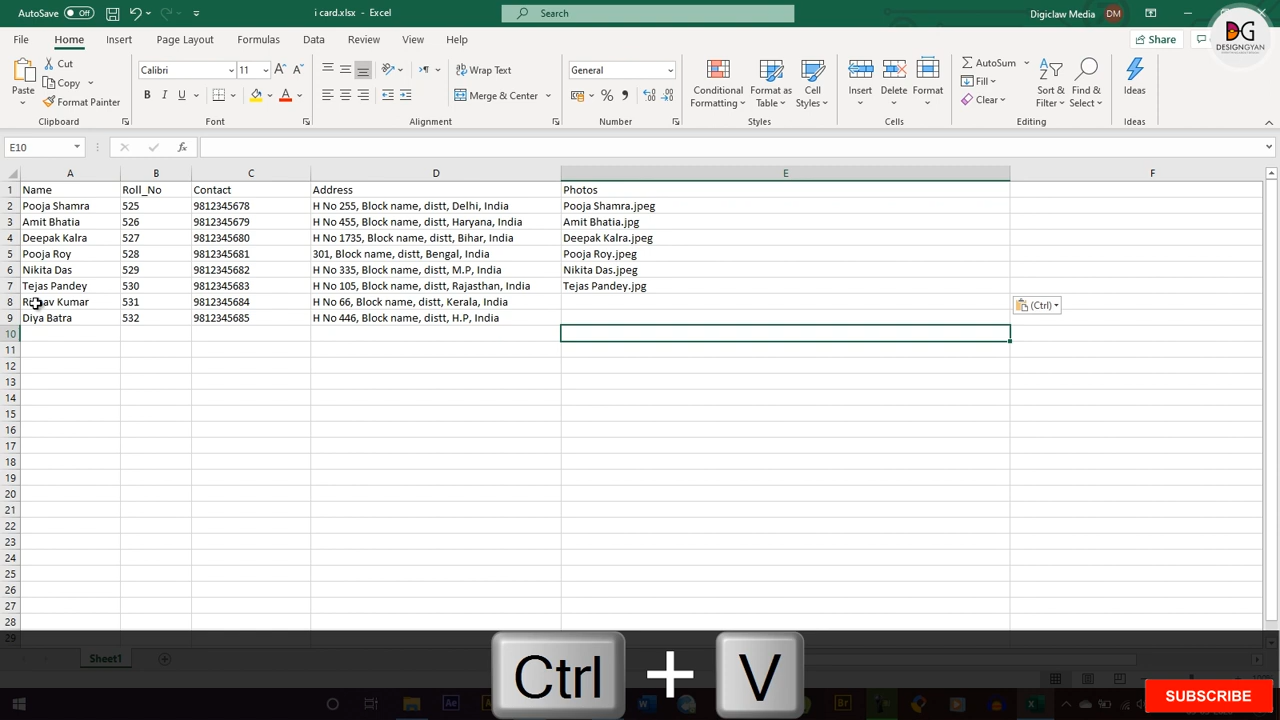 AutoSave Off i card.xlsx - Excel Search Digiclaw Media DM
File Home Insert Page Layout Formulas Data Review View Help Share
DG
DESIGNGYAN
Paste Cut Copy Format Painter
Calibri 11
B I U
Wrap Text
Merge & Center
General
Conditional Formatting Format as Table Cell Styles
Insert Delete Format
AutoSum
Fill
Clear
Sort & Filter Find & Select
Ideas
Clipboard Font Alignment Number Styles Cells Editing Ideas
E10
A B C D E F
1 Name Roll_No Contact Address Photos
2 Pooja Shamra 525 9812345678 H No 255, Block name, distt, Delhi, India Pooja Shamra.jpeg
3 Amit Bhatia 526 9812345679 H No 455, Block name, distt, Haryana, India Amit Bhatia.jpg
4 Deepak Kalra 527 9812345680 H No 1735, Block name, distt, Bihar, India Deepak Kalra.jpg
5 Pooja Roy 528 9812345681 301, Block name, distt, Bengal, India Pooja Roy.jpeg
6 Nikita Das 529 9812345682 H No 335, Block name, distt, M.P, India Nikita Das.jpeg
7 Tejas Pandey 530 9812345683 H No 105, Block name, distt, Rajasthan, India Tejas Pandey.jpg
8 Kumar 531 9812345684 H No 66, Block name, distt, Kerala, India
(Ctrl)
9 Diya Batra 532 9812345685 H No 446, Block name, distt, H.P, India
10
11
12
13
14
15
16
17
18
19
20
21
22
23
24
25
26
27
28
29
Sheet1
Ctrl + V
SUBSCRIBE